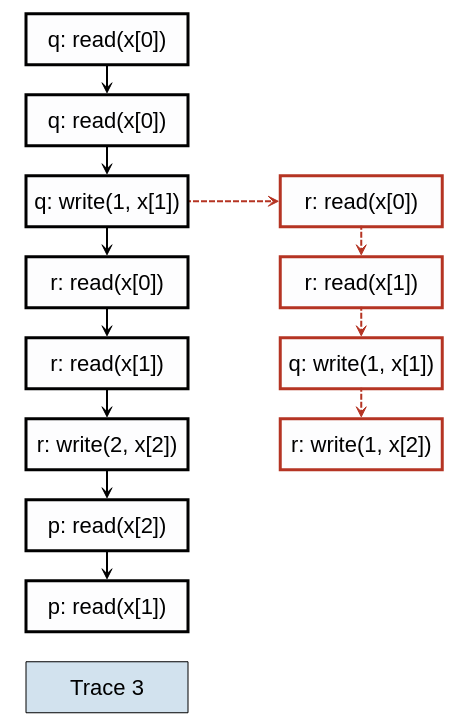 q: read(x[0])
q: read(x[0])
q: write(1, x[1])
r: read(x[0])
r: read(x[1])
r: write(2, x[2])
p: read(x[2])
p: read(x[1])
Trace 3
r: read(x[0])
r: read(x[1])
q: write(1, x[1])
r: write(1, x[2])